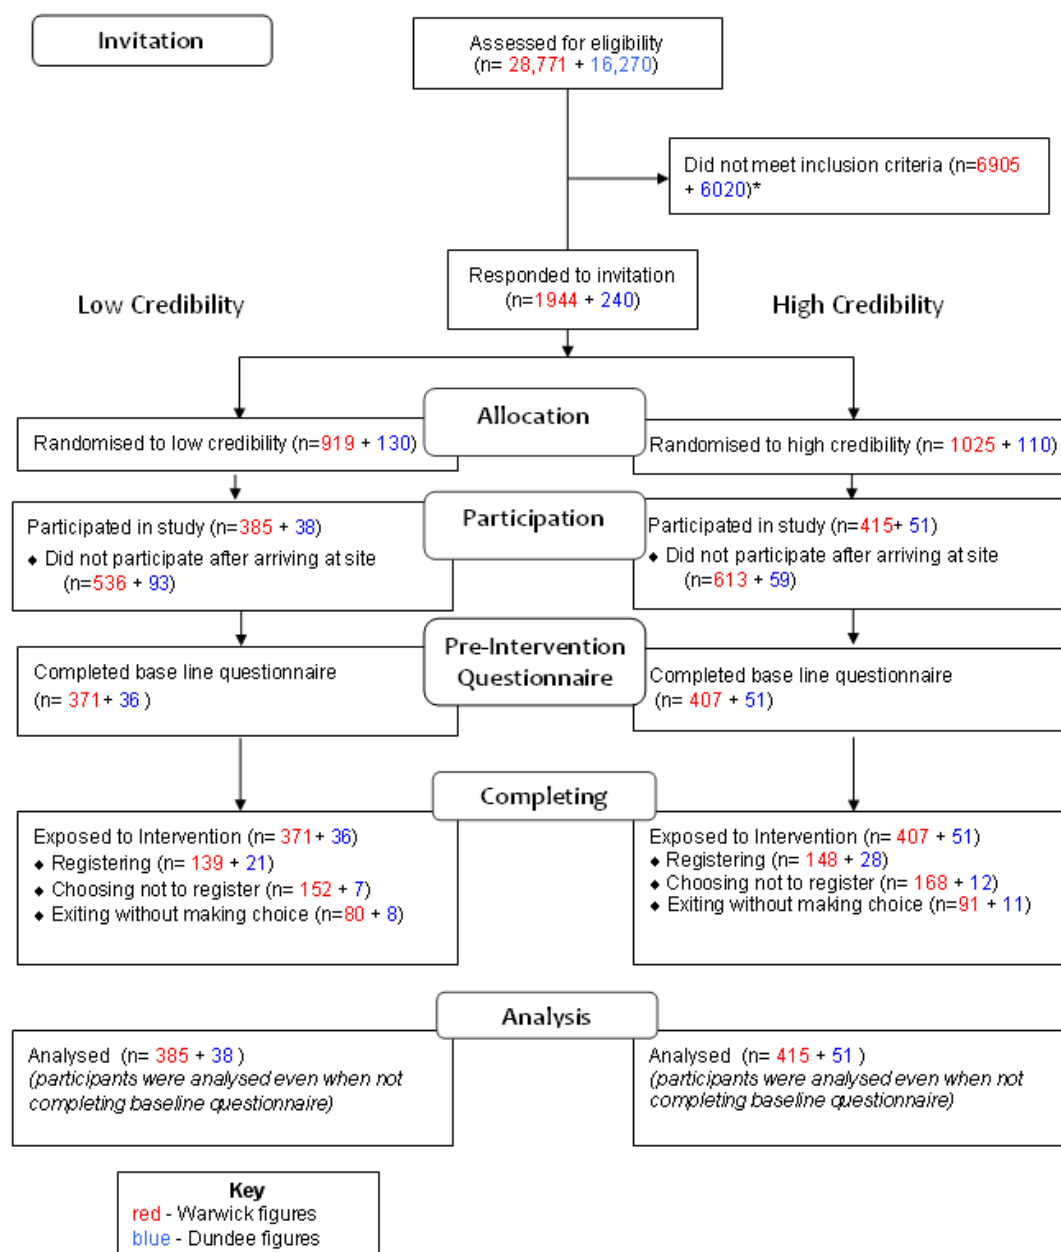 Invitation
Assessed for eligibility
(n= 28,771 + 16,270)
Did not meet inclusion criteria (n=6905
+ 6020)*
Responded to invitation
(n=1944 + 240)
Low Credibility
High Credibility
Allocation
Randomised to low credibility (n=919 + 130)
Randomised to high credibility (n= 1025 + 110)
Participation
Participated in study (n=385 + 38)
♦ Did not participate after arriving at site
(n=536 + 93)
Participated in study (n=415+ 51)
♦ Did not participate after arriving at site
(n=613 + 59)
Pre-Intervention
Questionnaire
Completed base line questionnaire
(n= 371+ 36 )
Completed base line questionnaire
(n= 407 + 51)
Completing
Exposed to Intervention (n= 371+ 36)
♦ Registering (n= 139 + 21)
♦ Choosing not to register (n= 152 + 7)
♦ Exiting without making choice (n=80 + 8)
Exposed to Intervention (n= 407 + 51)
♦ Registering (n= 148 + 28)
♦ Choosing not to register (n= 168 + 12)
♦ Exiting without making choice (n=91 + 11)
Analysis
Analysed (n= 385 + 38 )
(participants were analysed even when not
completing baseline questionnaire)
Analysed (n= 415 + 51 )
(participants were analysed even when not
completing baseline questionnaire)
Key
red - Warwick figures
blue - Dundee figures